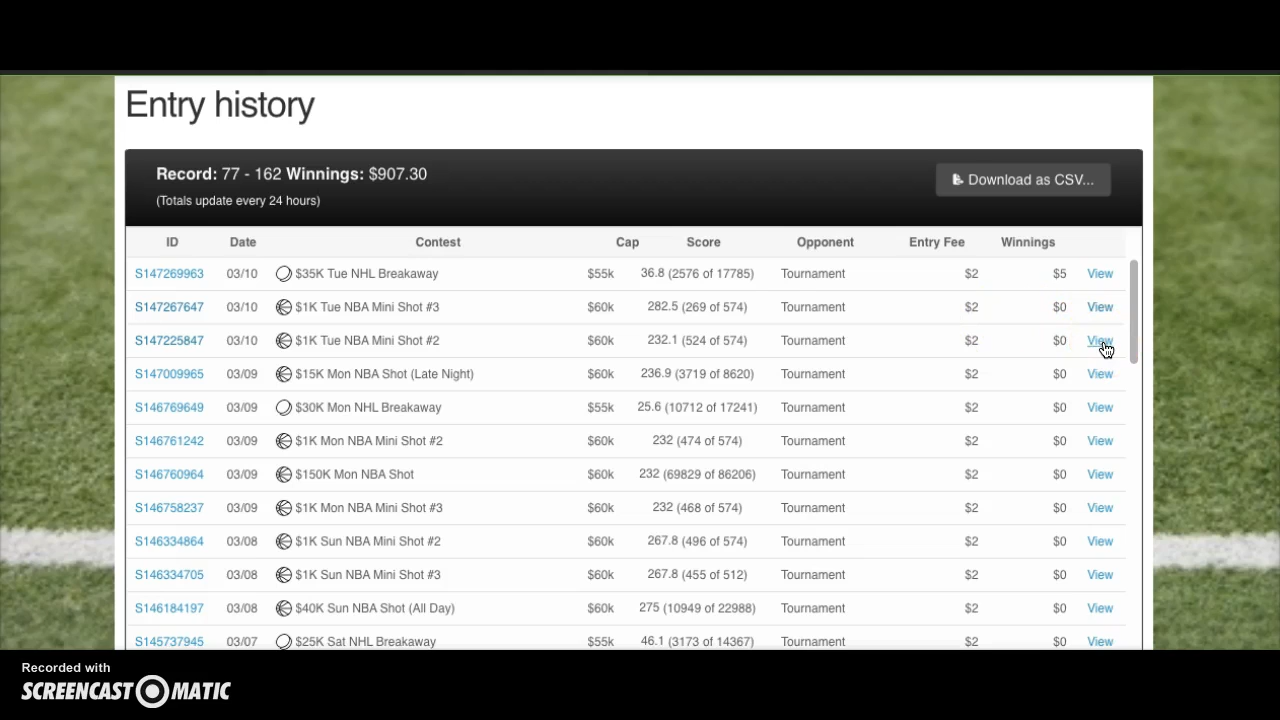 Entry history
Record: 77 - 162 Winnings: $907.30
(Totals update every 24 hours)
Download as CSV...
ID Date Contest Cap Score Opponent Entry Fee Winnings
S147269963 03/10 $35K Tue NHL Breakaway $55k 36.8 (2576 of 17785) Tournament $2 $5 View
S147267647 03/10 $1K Tue NBA Mini Shot #3 $60k 282.5 (269 of 574) Tournament $2 $0 View
S147225847 03/10 $1K Tue NBA Mini Shot #2 $60k 232.1 (524 of 574) Tournament $2 $0 View
S147009965 03/09 $15K Mon NBA Shot (Late Night) $60k 236.9 (3719 of 8620) Tournament $2 $0 View
S146769649 03/09 $30K Mon NHL Breakaway $55k 25.6 (10712 of 17241) Tournament $2 $0 View
S146761242 03/09 $1K Mon NBA Mini Shot #2 $60k 232 (474 of 574) Tournament $2 $0 View
S146760964 03/09 $150K Mon NBA Shot $60k 232 (69829 of 86206) Tournament $2 $0 View
S146758237 03/09 $1K Mon NBA Mini Shot #3 $60k 232 (468 of 574) Tournament $2 $0 View
S146334864 03/08 $1K Sun NBA Mini Shot #2 $60k 267.8 (496 of 574) Tournament $2 $0 View
S146334705 03/08 $1K Sun NBA Mini Shot #3 $60k 267.8 (455 of 512) Tournament $2 $0 View
S146184197 03/08 $40K Sun NBA Shot (All Day) $60k 275 (10949 of 22988) Tournament $2 $0 View
S145737945 03/07 $25K Sat NHL Breakaway $55k 46.1 (3173 of 14367) Tournament $2 $0 View
Recorded with
SCREENCAST-O-MATIC